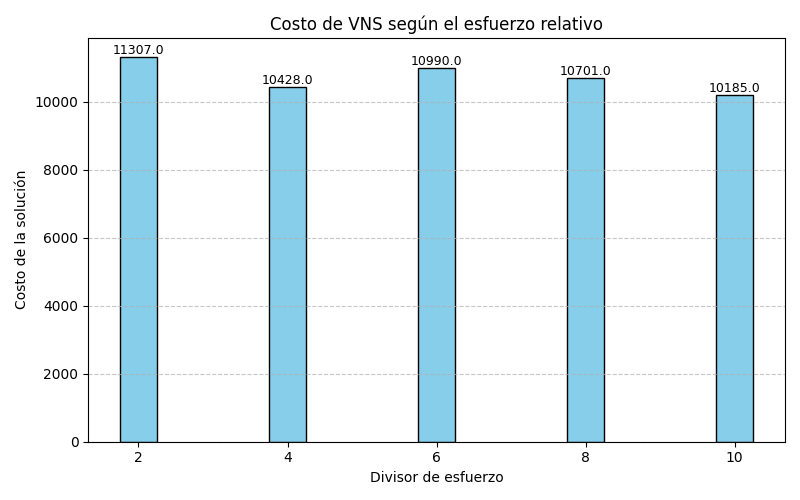 Costo de VNS según el esfuerzo relativo
11307.0
10428.0
10990.0
10701.0
10185.0
10000
8000
6000
4000
2000
0
Costo de la solución
2 4 6 8 10
Divisor de esfuerzo